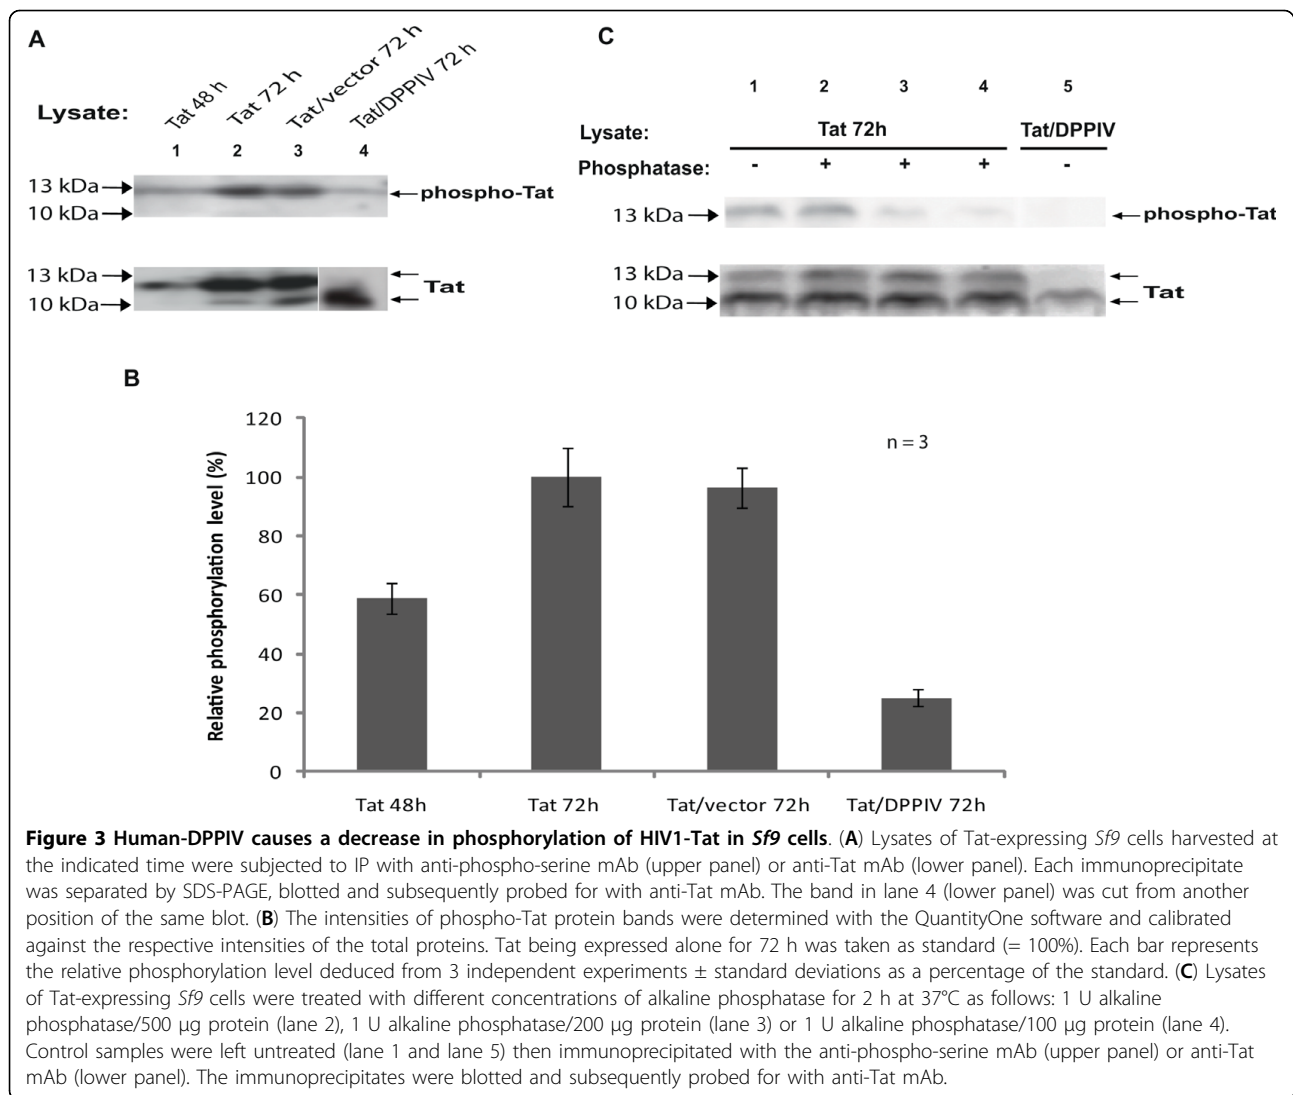 A
Lysate:
Tat 48 h
Tat 72 h
Tat/vector 72 h
Tat/DPPIV 72 h
1 2 3 4
13 kDa
phospho-Tat
10 kDa
13 kDa
Tat
10 kDa
C
1 2 3 4 5
Lysate: Tat 72h Tat/DPPIV
Phosphatase: - + + + -
13 kDa phospho-Tat
13 kDa
Tat
10 kDa
B
Relative phosphorylation level (%)
120
100
80
60
40
20
0
n = 3
Tat 48h Tat 72h Tat/vector 72h Tat/DPPIV 72h
Figure 3 Human-DPPIV causes a decrease in phosphorylation of HIV1-Tat in Sf9 cells. (A) Lysates of Tat-expressing Sf9 cells harvested at
the indicated time were subjected to IP with anti-phospho-serine mAb (upper panel) or anti-Tat mAb (lower panel). Each immunoprecipitate
was separated by SDS-PAGE, blotted and subsequently probed for with anti-Tat mAb. The band in lane 4 (lower panel) was cut from another
position of the same blot. (B) The intensities of phospho-Tat protein bands were determined with the QuantityOne software and calibrated
against the respective intensities of the total proteins. Tat being expressed alone for 72 h was taken as standard (= 100%). Each bar represents
the relative phosphorylation level deduced from 3 independent experiments ± standard deviations as a percentage of the standard. (C) Lysates
of Tat-expressing Sf9 cells were treated with different concentrations of alkaline phosphatase for 2 h at 37°C as follows: 1 U alkaline
phosphatase/500 μg protein (lane 2), 1 U alkaline phosphatase/200 μg protein (lane 3) or 1 U alkaline phosphatase/100 μg protein (lane 4).
Control samples were left untreated (lane 1 and lane 5) then immunoprecipitated with the anti-phospho-serine mAb (upper panel) or anti-Tat
mAb (lower panel). The immunoprecipitates were blotted and subsequently probed for with anti-Tat mAb.